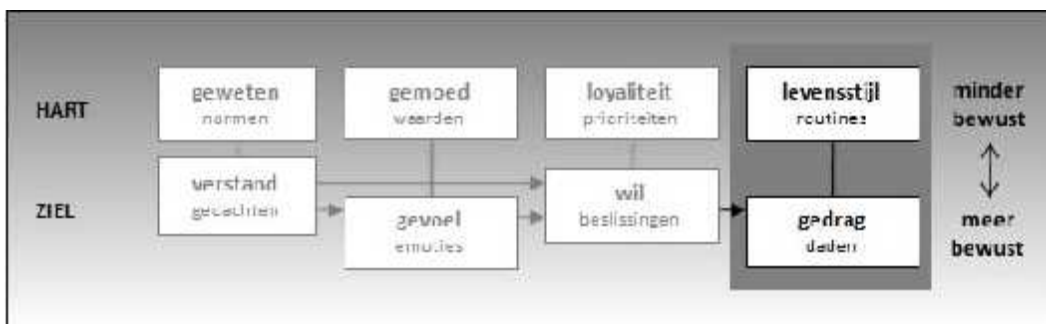 HART
geweten
normen
gemoed
waarden
loyaliteit
prioriteiten
levensstijl
routines
minder
bewust
ZIEL
verstand
gedachten
gevoel
emoties
wil
beslissingen
gedrag
daden
meer
bewust